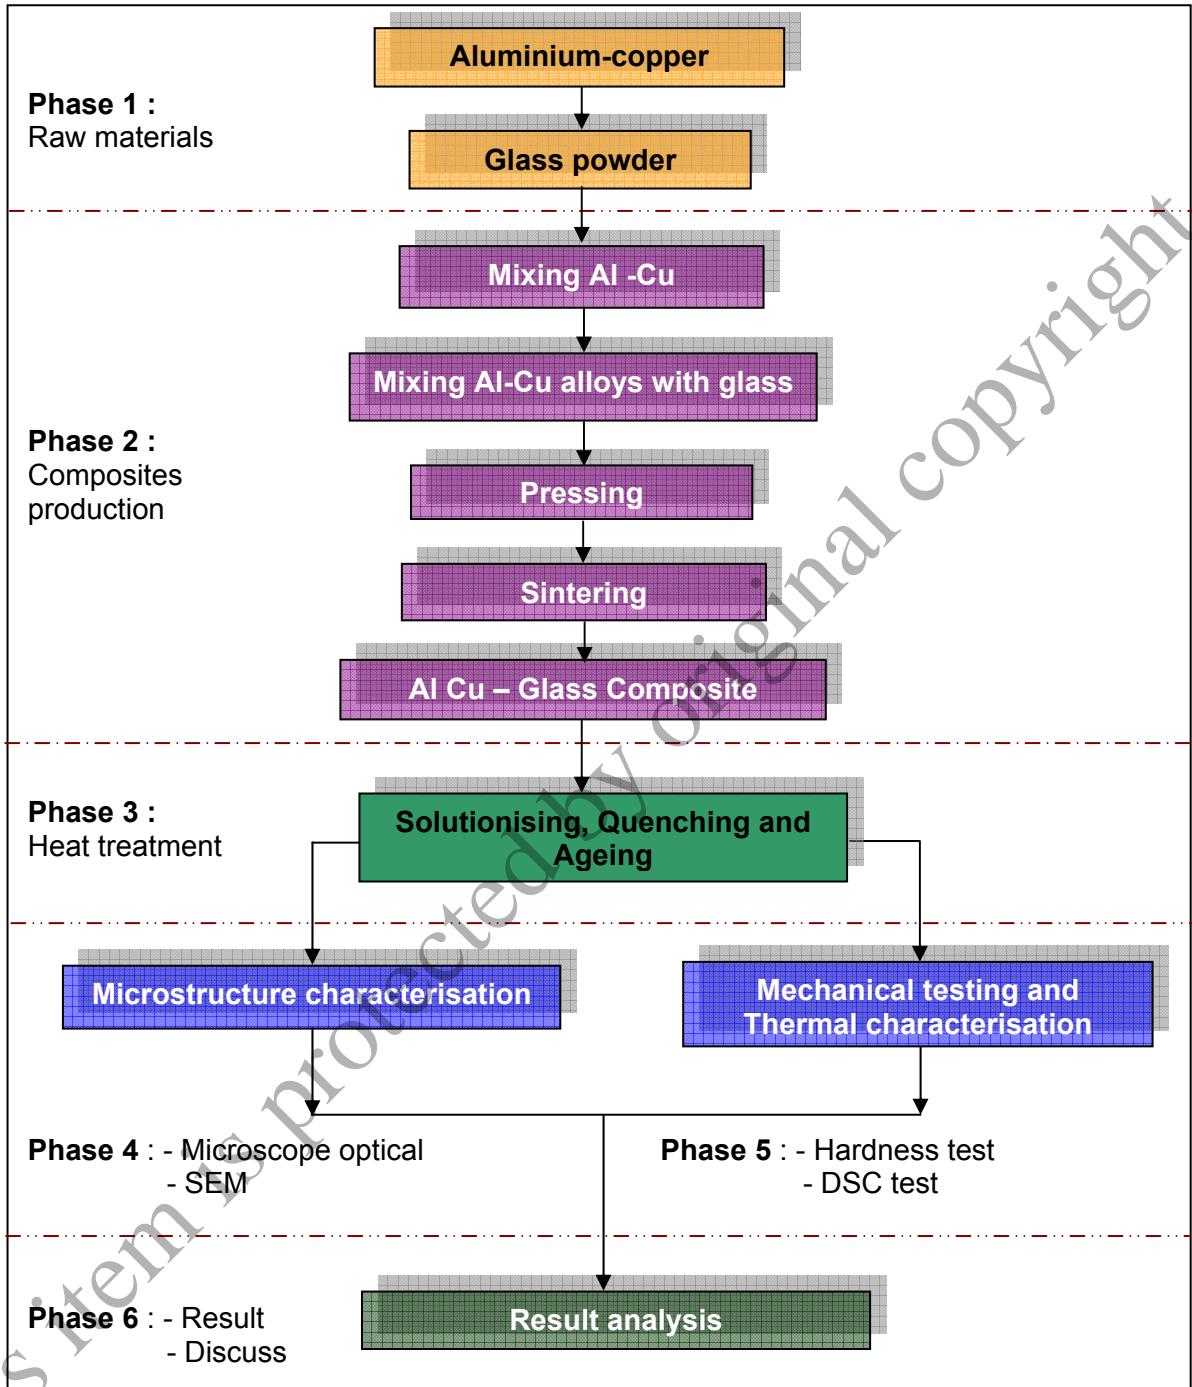 Aluminium-copper
Phase 1 :
Raw materials
Glass powder
Mixing Al -Cu
Mixing Al-Cu alloys with glass
Phase 2 :
Composites
production
Pressing
Sintering
Al Cu – Glass Composite
Phase 3 :
Heat treatment
Solutionising, Quenching and
Ageing
Microstructure characterisation
Mechanical testing and
Thermal characterisation
Phase 4 : - Microscope optical
- SEM
Phase 5 : - Hardness test
- DSC test
Phase 6 : - Result
- Discuss
Result analysis
s item is protected by original copyright